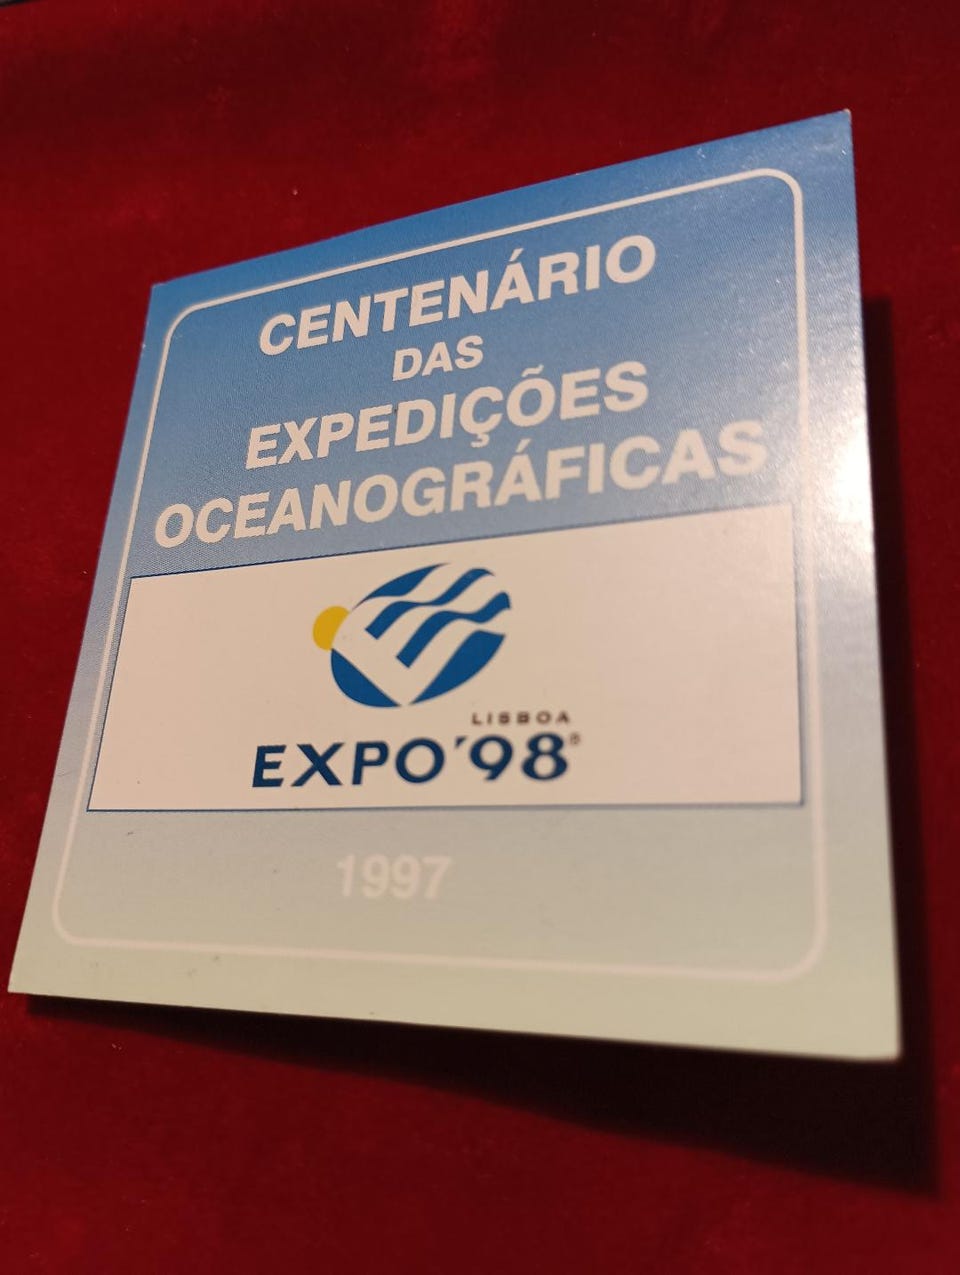 CENTENÁRIO
DAS
EXPEDIÇÕES
OCEANOGRÁFICAS
LISBOA
EXPO '98®
1997